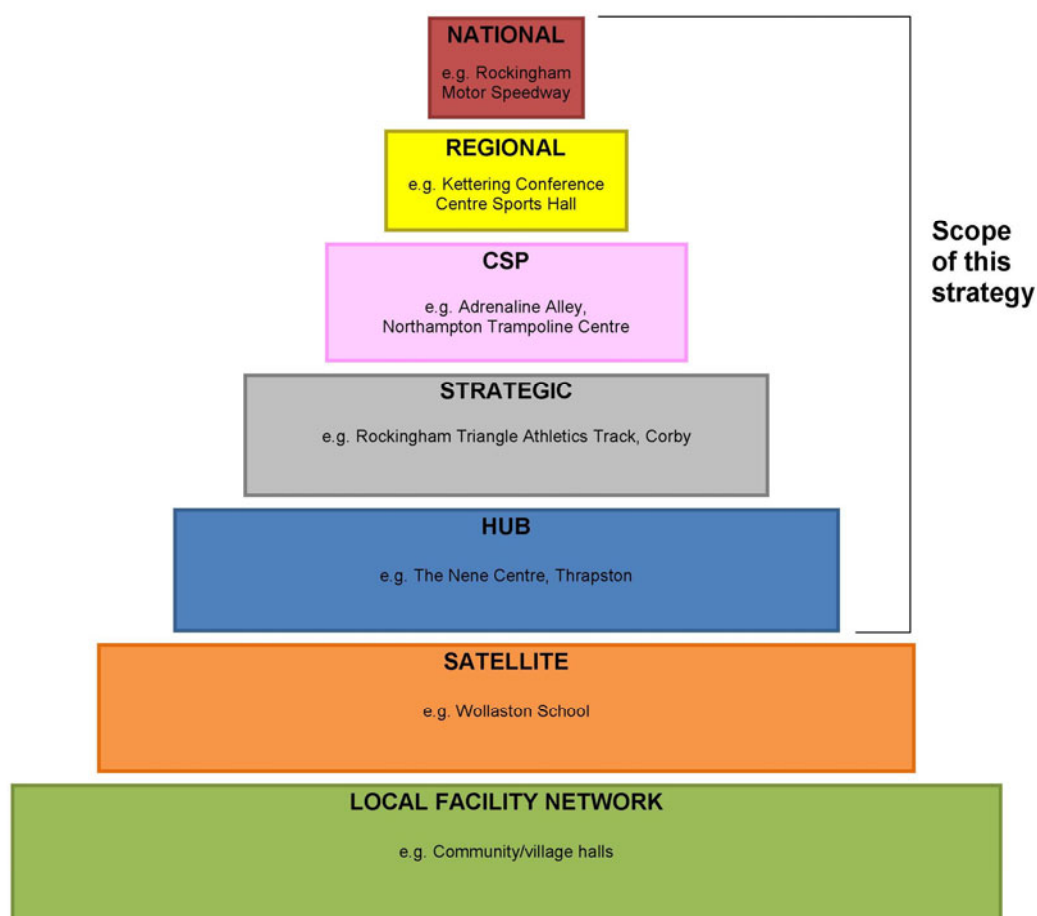 NATIONAL
e.g. Rockingham
Motor Speedway
REGIONAL
e.g. Kettering Conference
Centre Sports Hall
CSP
e.g. Adrenaline Alley,
Northampton Trampoline Centre
STRATEGIC
e.g. Rockingham Triangle Athletics Track, Corby
HUB
e.g. The Nene Centre, Thrapston
SATELLITE
e.g. Wollaston School
LOCAL FACILITY NETWORK
e.g. Community/village halls
Scope
of this
strategy